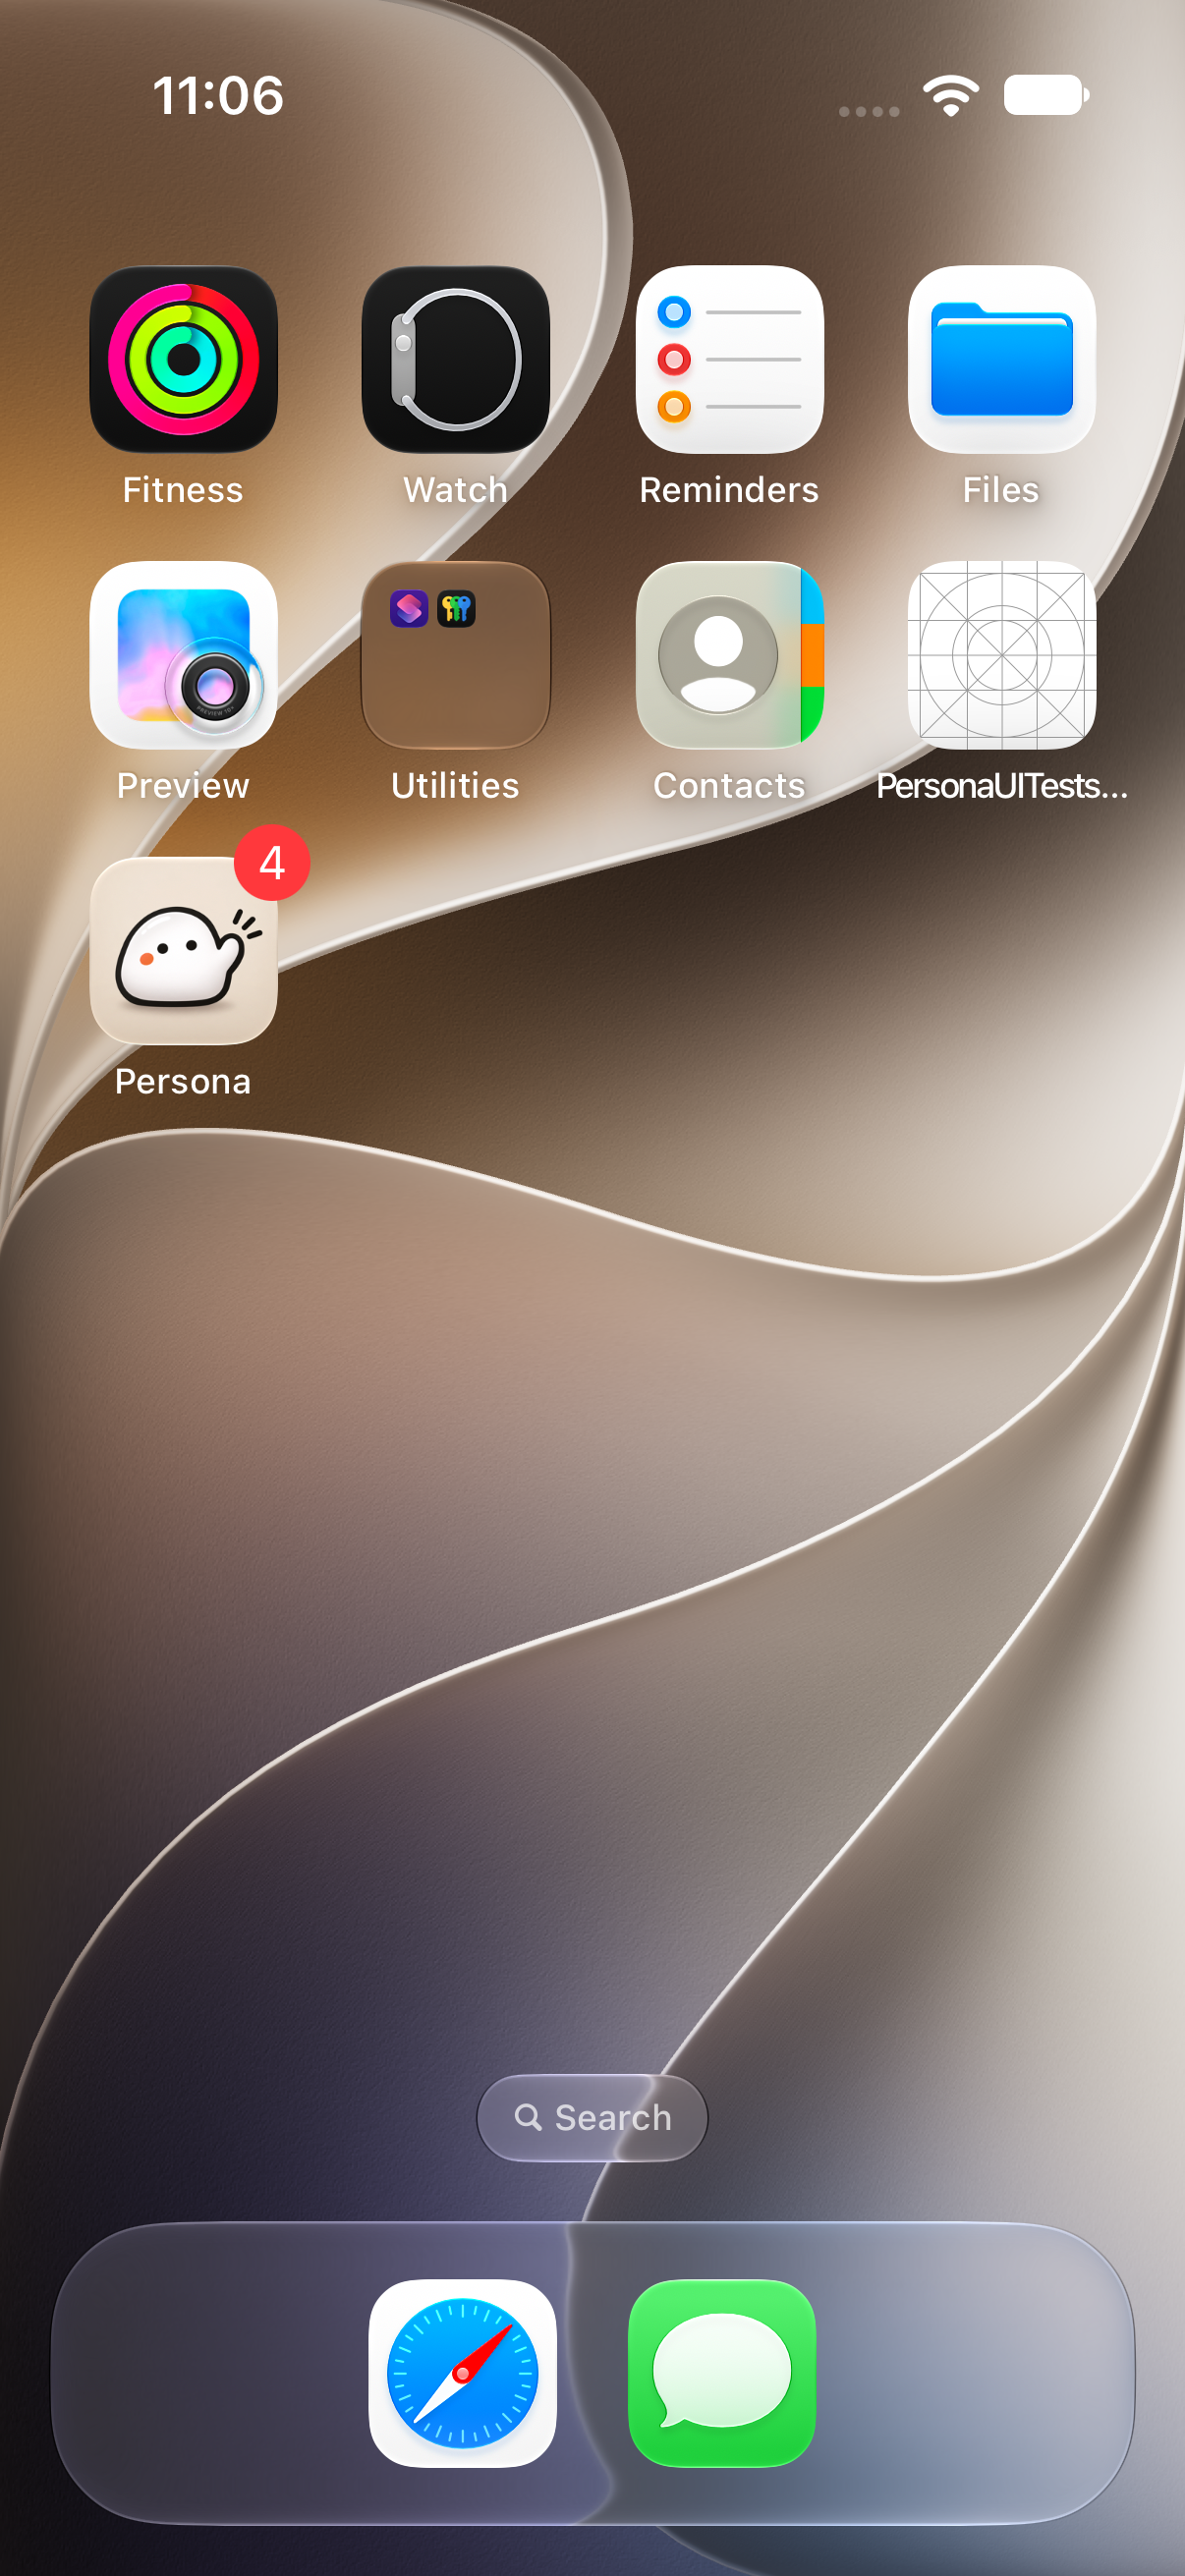 11:06
Fitness Watch Reminders Files
Preview Utilities Contacts PersonaUITests...
4
Persona
Search